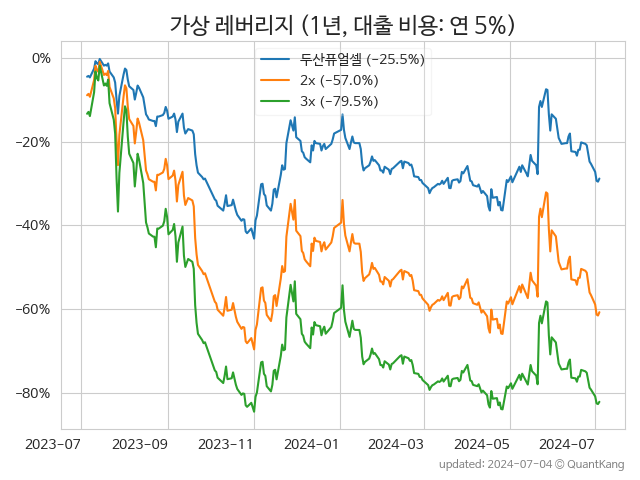 가상 레버리지 (1년, 대출 비용: 연 5%)
두산퓨얼셀 (−25.5%)
2x (−57.0%)
3x (−79.5%)
0%
−20%
−40%
−60%
−80%
2023-07 2023-09 2023-11 2024-01 2024-03 2024-05 2024-07
updated: 2024-07-04 © QuantKang